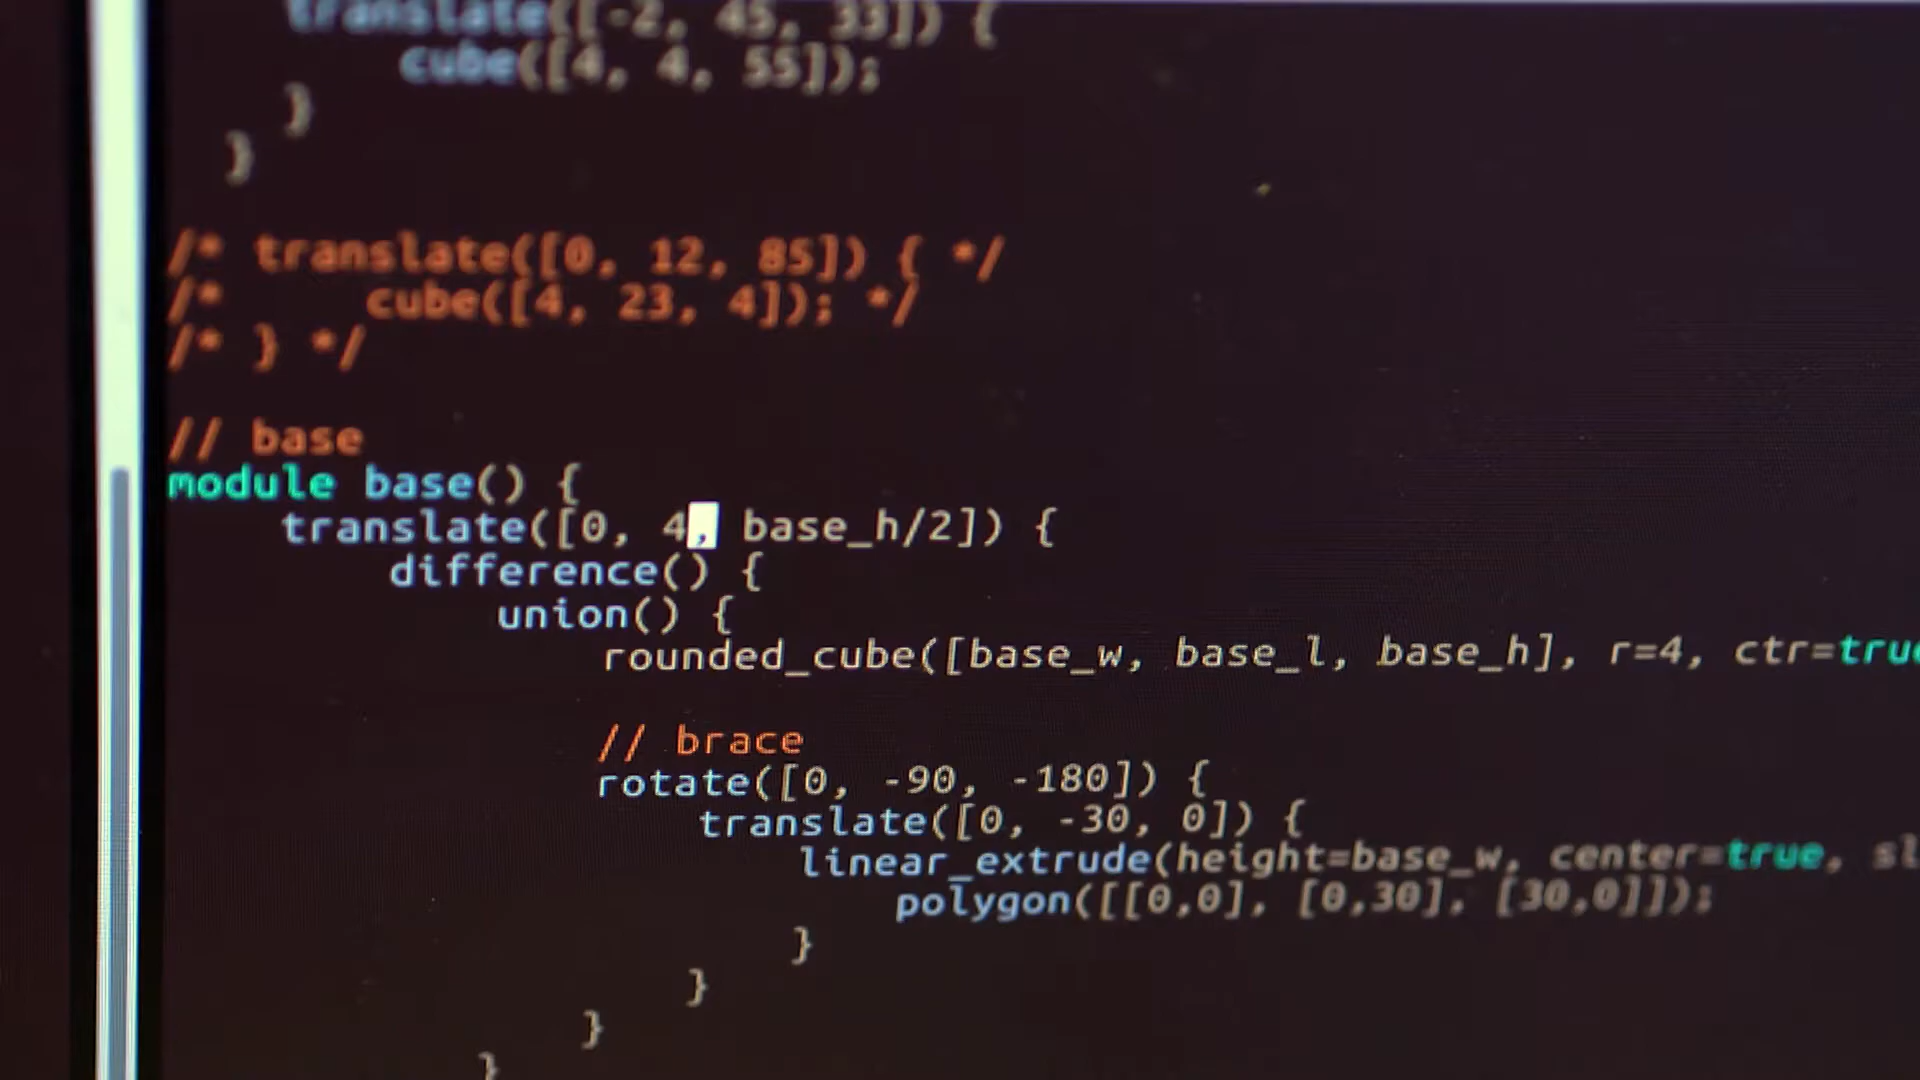 translate([-2, 45, 33]) {
cube([4, 4, 55]);
}
}
/* translate([0, 12, 85]) { */
/*     cube([4, 23, 4]); */
/* } */
// base
module base() {
translate([0, 4, base_h/2]) {
difference() {
union() {
rounded_cube([base_w, base_l, base_h], r=4, ctr=true
// brace
rotate([0, -90, -180]) {
translate([0, -30, 0]) {
linear_extrude(height=base_w, center=true, sl
polygon([[0,0], [0,30], [30,0]]);
}
}
}
}